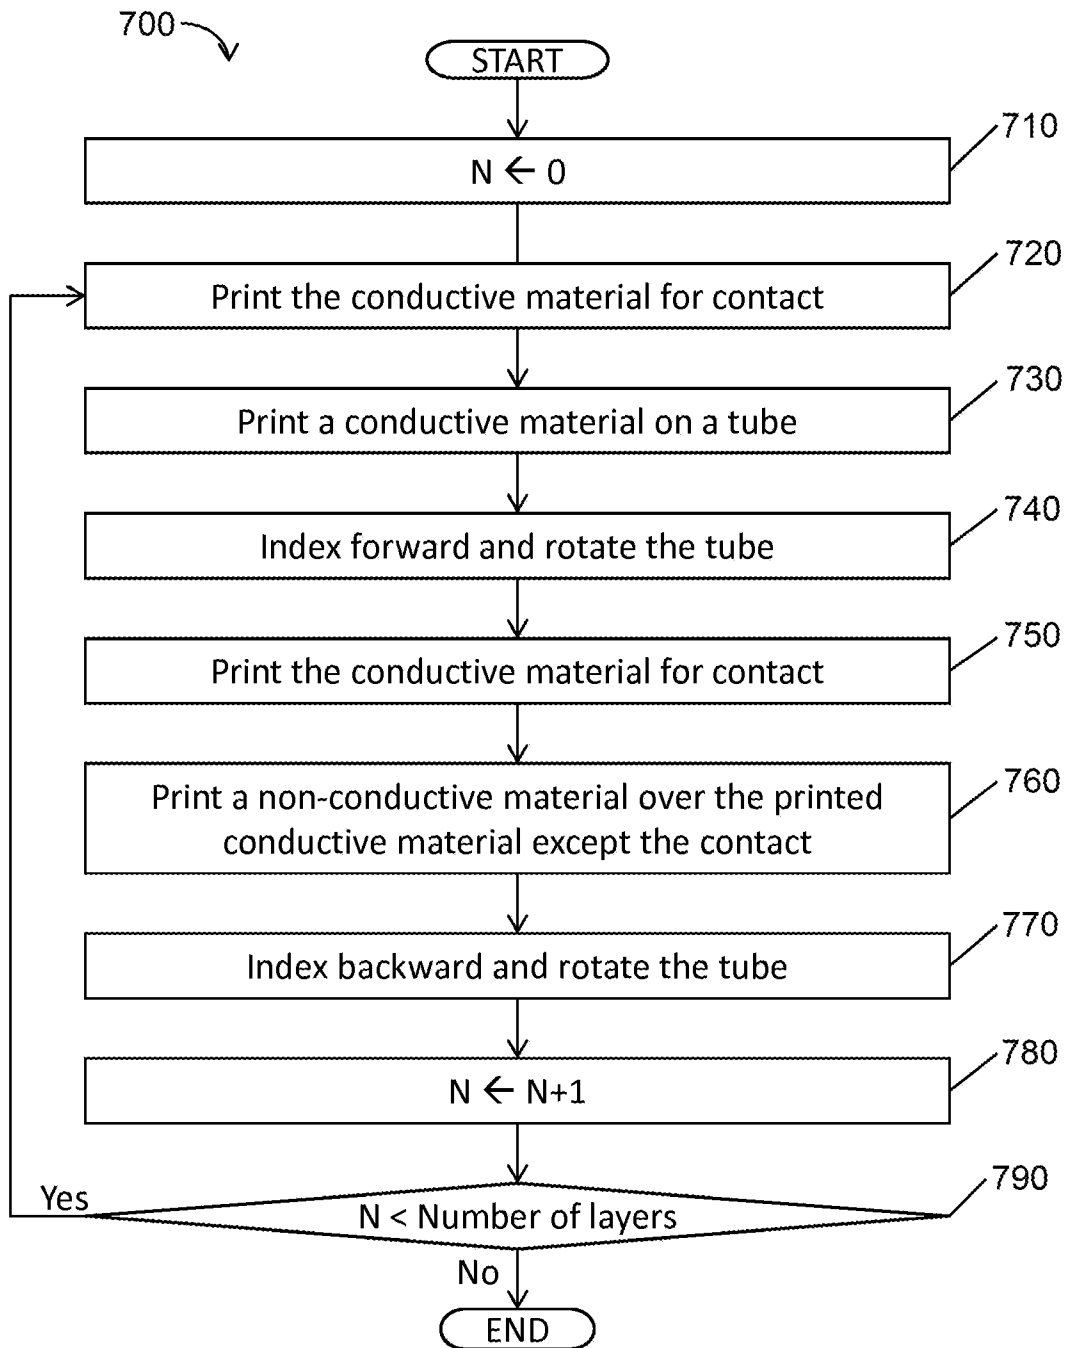 700
START
710
N ← 0
720
Print the conductive material for contact
730
Print a conductive material on a tube
740
Index forward and rotate the tube
750
Print the conductive material for contact
760
Print a non-conductive material over the printed
conductive material except the contact
770
Index backward and rotate the tube
780
N ← N+1
790
Yes
N < Number of layers
No
END